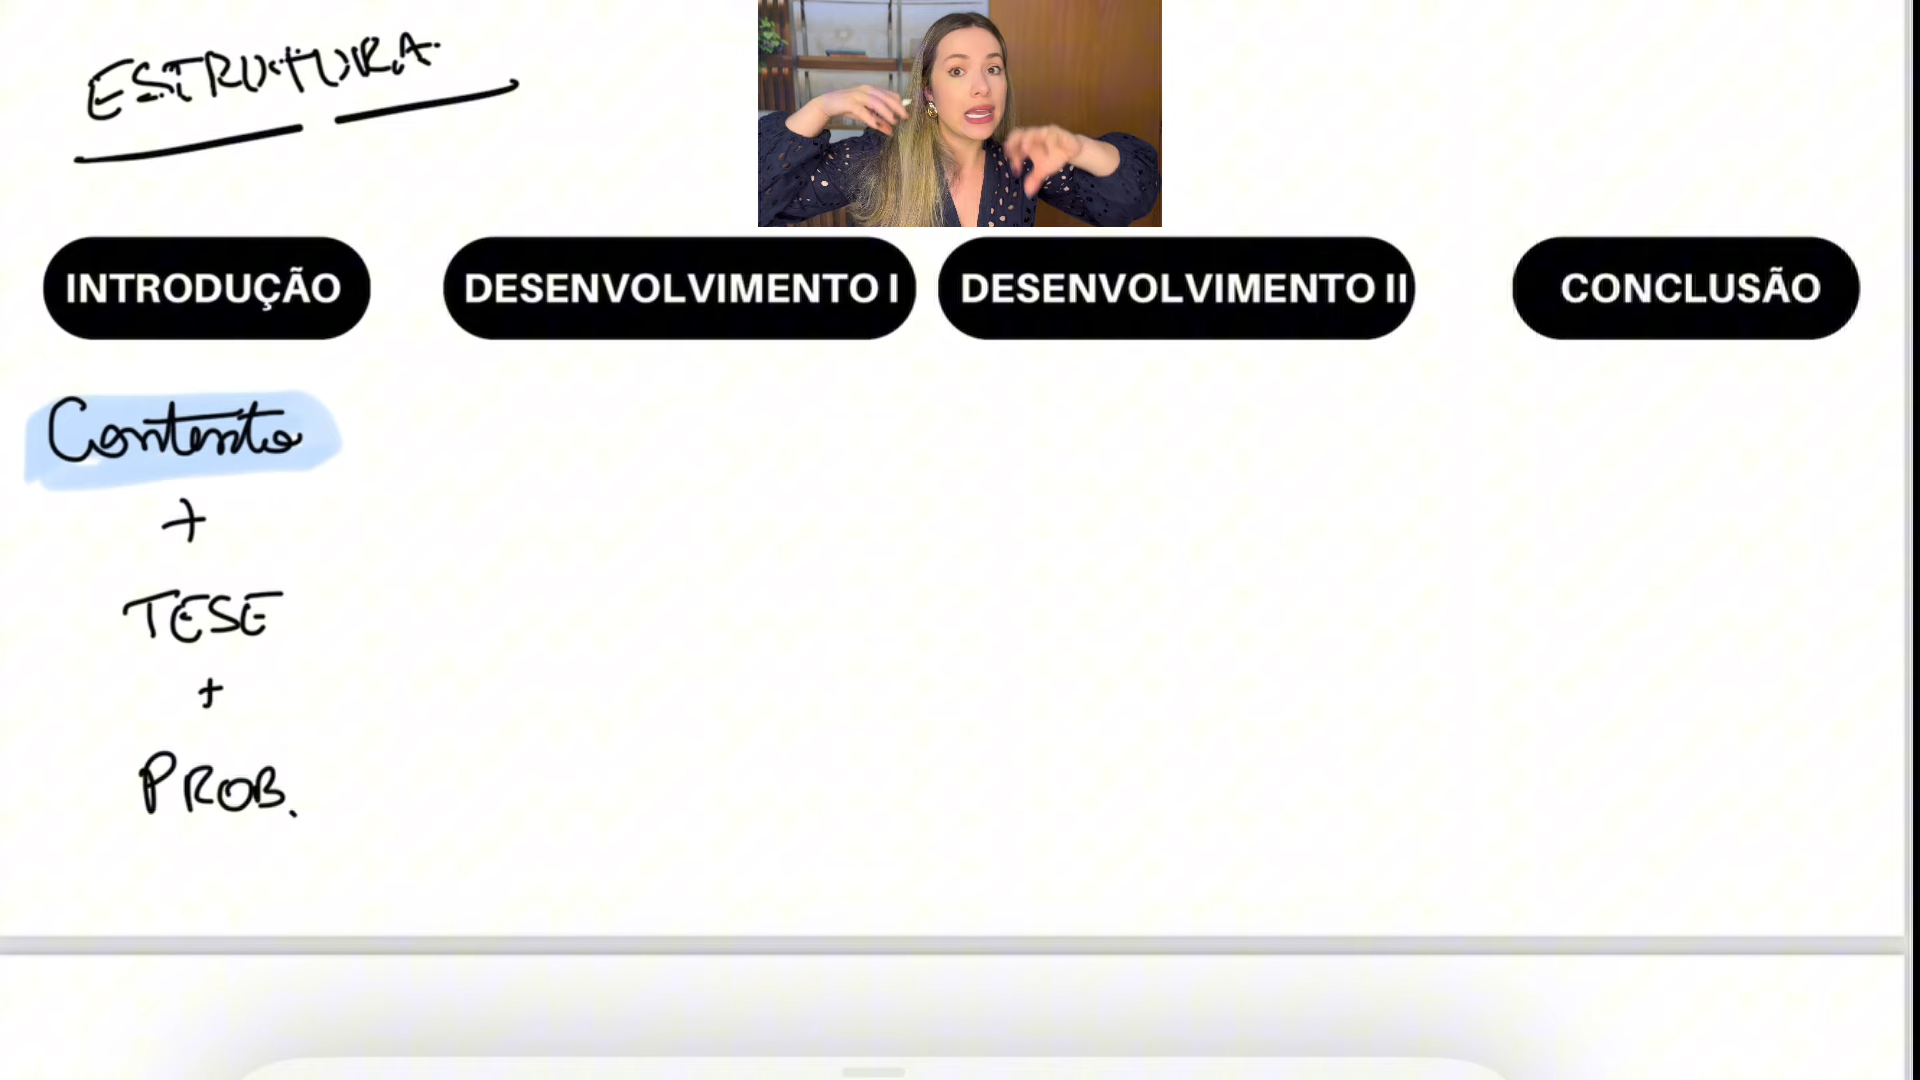 ESTRUTURA
INTRODUÇÃO
DESENVOLVIMENTO I
DESENVOLVIMENTO II
CONCLUSÃO
Contexto
+
TESE
+
PROB.